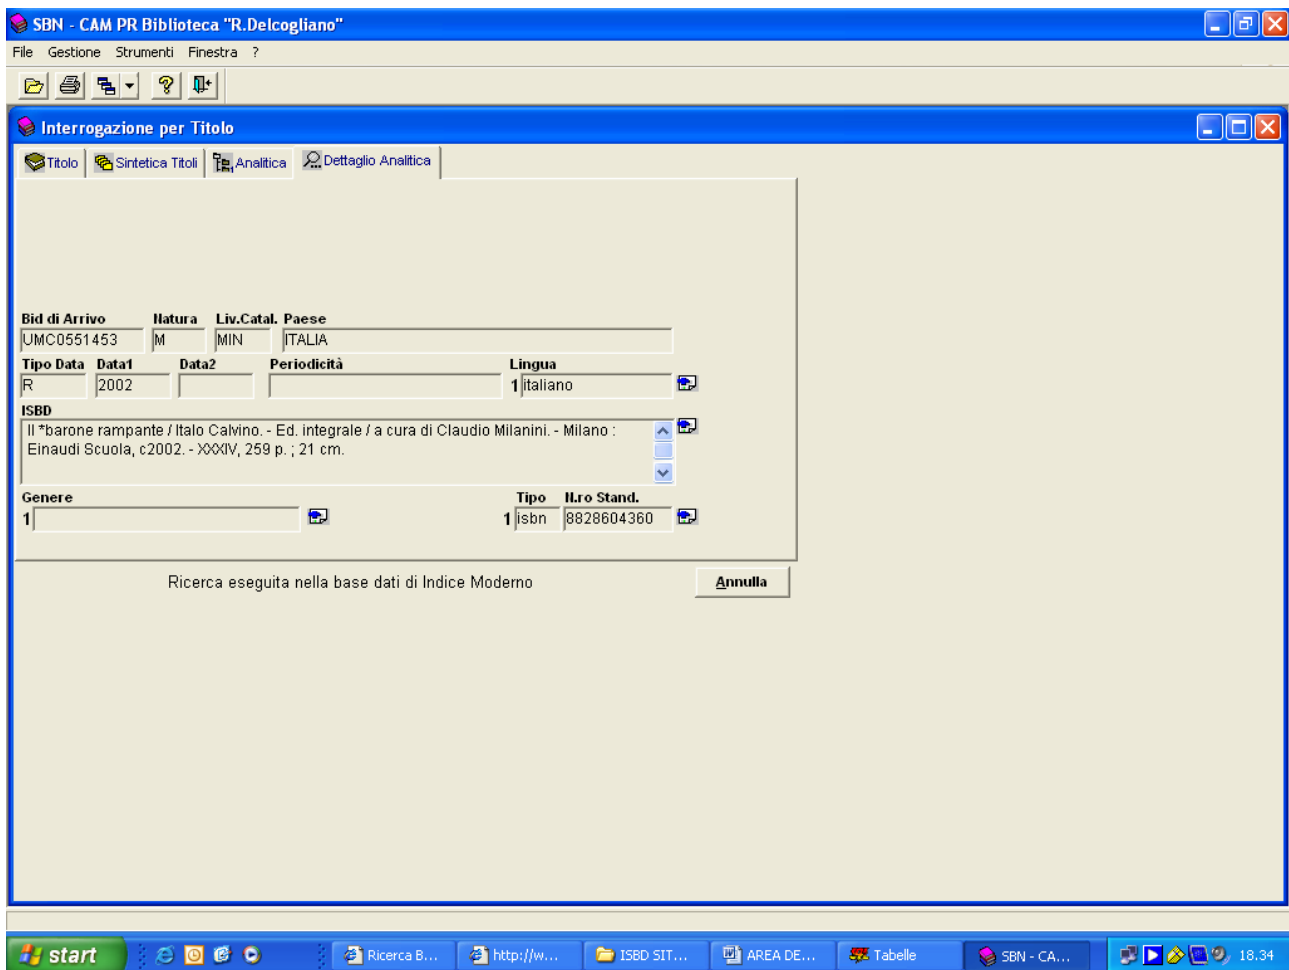 SBN - CAM PR Biblioteca "R.Delcogliano"
File Gestione Strumenti Finestra ?
Interrogazione per Titolo
Titolo Sintetica Titoli Analitica Dettaglio Analitica
Bid di Arrivo Natura Liv.Catal. Paese
UMC0551453 M MIN ITALIA
Tipo Data Data1 Data2 Periodicità Lingua
R 2002 1 italiano
ISBD
Il *barone rampante / Italo Calvino. - Ed. integrale / a cura di Claudio Milanini. - Milano :
Einaudi Scuola, c2002. - XXXIV, 259 p. ; 21 cm.
Genere Tipo N.ro Stand.
1 1 isbn 8828604360
Ricerca eseguita nella base dati di Indice Moderno Annulla
start Ricerca B... http://w... ISBD SIT... AREA DE... Tabelle SBN - CA... 18.34